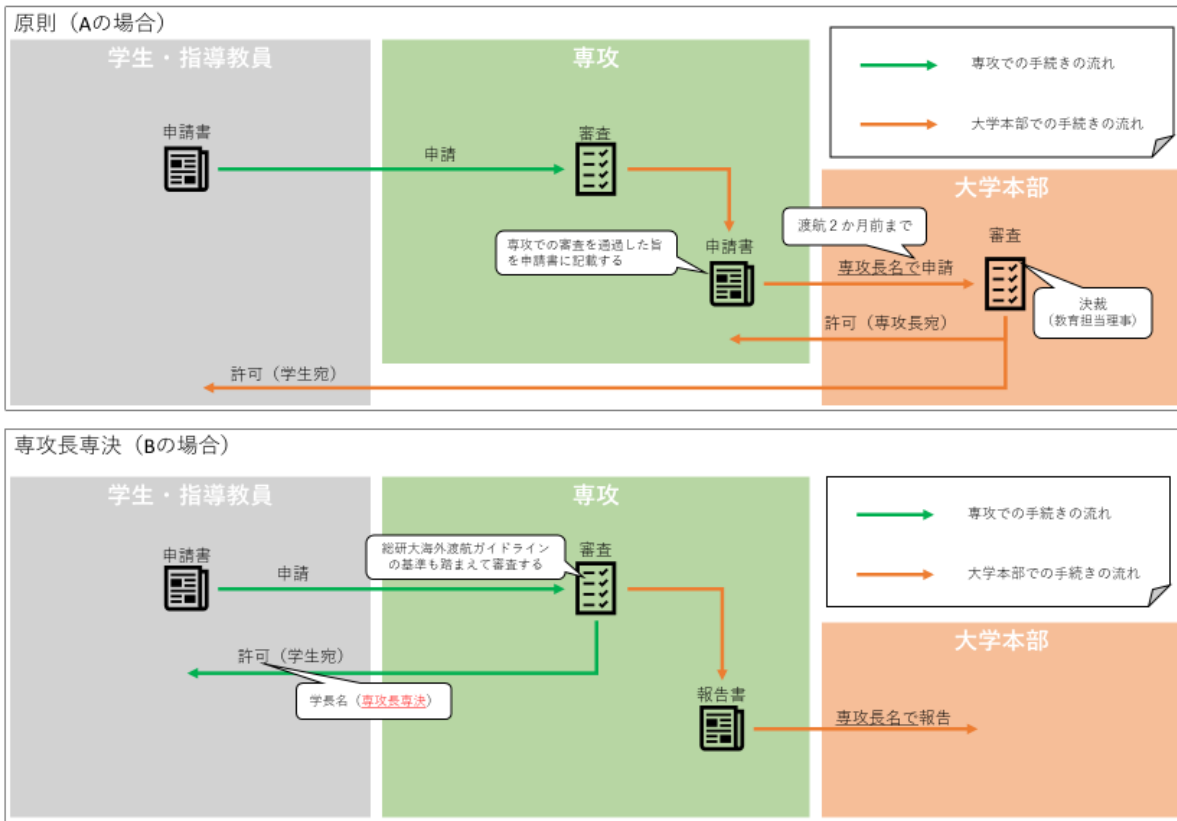 原則（Aの場合）
学生・指導教員
専攻
専攻での手続きの流れ
大学本部での手続きの流れ
申請書
申請
審査
大学本部
渡航２か月前まで
専攻での審査を通過した旨
を申請書に記載する
申請書
審査
専攻長名で申請
決裁
（教育担当理事）
許可（専攻長宛）
許可（学生宛）
専攻長専決（Bの場合）
学生・指導教員
専攻
専攻での手続きの流れ
大学本部での手続きの流れ
申請書
申請
総研大海外渡航ガイドライン
の基準も踏まえて審査する
審査
大学本部
許可（学生宛）
学長名（専攻長専決）
報告書
専攻長名で報告